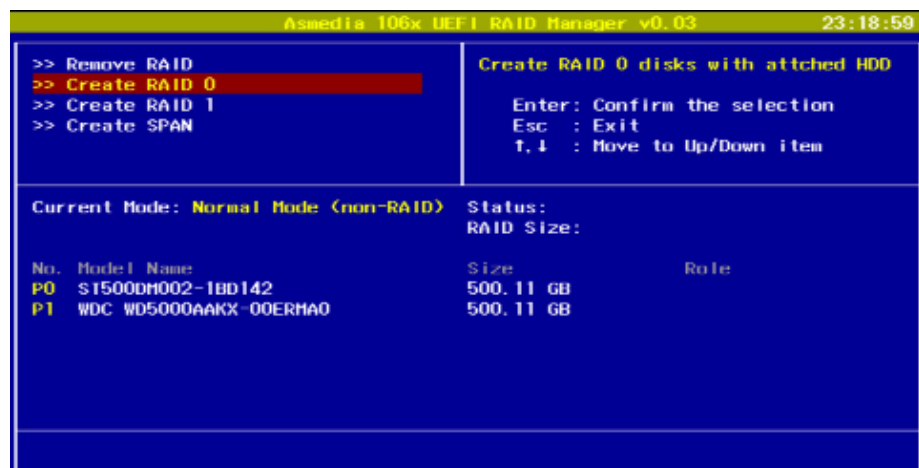 Asmedia 106x UEFI RAID Manager v0.03 23:18:59
>> Remove RAID
>> Create RAID 0
>> Create RAID 1
>> Create SPAN
Create RAID 0 disks with attched HDD
Enter: Confirm the selection
Esc : Exit
↑,↓ : Move to Up/Down item
Current Mode: Normal Mode (non-RAID)
Status:
RAID Size:
No. Model Name Size Role
P0 ST500DM002-1BD142 500.11 GB
P1 WDC WD5000AAKX-00ERMA0 500.11 GB